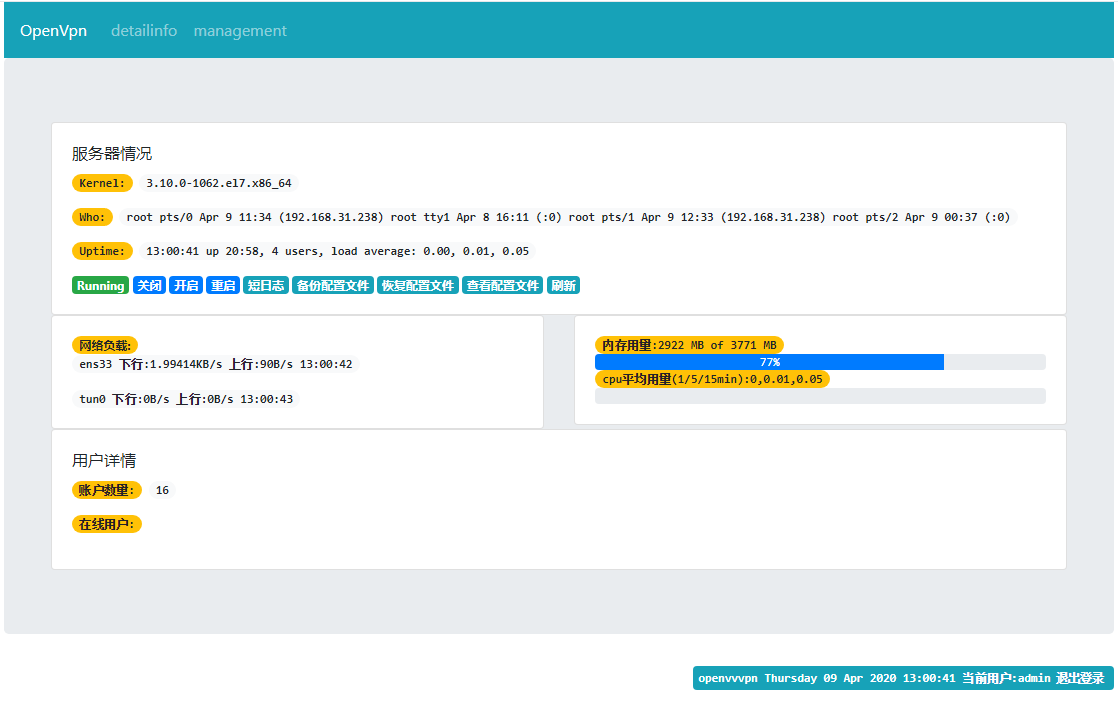 OpenVpn detailinfo management
服务器情况
Kernel: 3.10.0-1062.el7.x86_64
Who: root pts/0 Apr 9 11:34 (192.168.31.238) root tty1 Apr 8 16:11 (:0) root pts/1 Apr 9 12:33 (192.168.31.238) root pts/2 Apr 9 00:37 (:0)
Uptime: 13:00:41 up 20:58, 4 users, load average: 0.00, 0.01, 0.05
Running 关闭 开启 重启 短日志 备份配置文件 恢复配置文件 查看配置文件 刷新
网络负载:
ens33 下行:1.99414KB/s 上行:90B/s 13:00:42
tun0 下行:0B/s 上行:0B/s 13:00:43
内存用量:2922 MB of 3771 MB
77%
cpu平均用量(1/5/15min):0,0.01,0.05
用户详情
账户数量: 16
在线用户:
openvvvpn Thursday 09 Apr 2020 13:00:41 当前用户:admin 退出登录